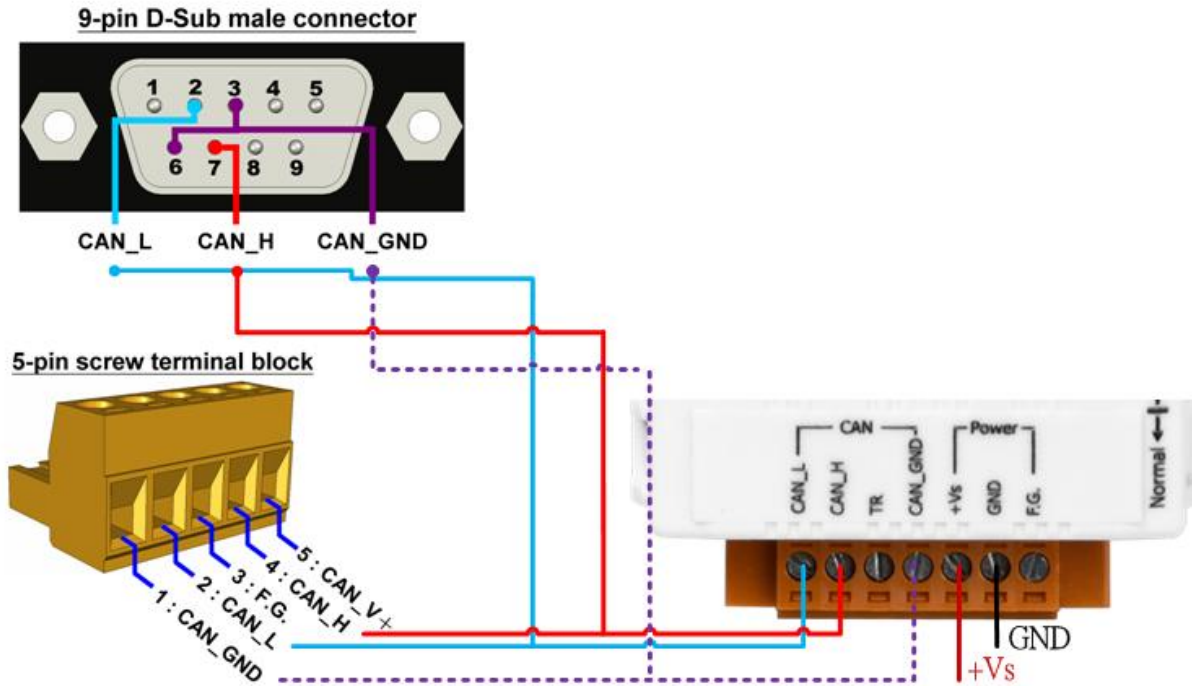 9-pin D-Sub male connector
1 2 3 4 5
6 7 8 9
CAN_L CAN_H CAN_GND
5-pin screw terminal block
1 : CAN_GND
2 : CAN_L
3 : F.G.
4 : CAN_H
5 : CAN_V+
CAN Power
CAN_L
CAN_H
TR
CAN_GND
+Vs
GND
F.G.
Normal
GND
+Vs